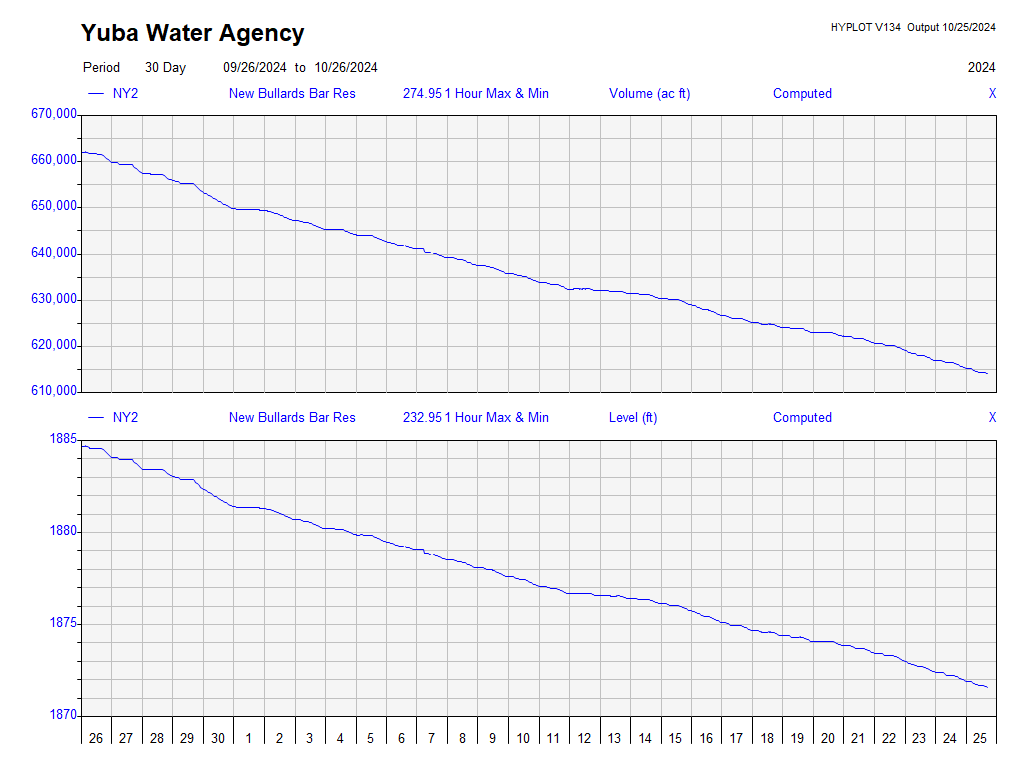 Yuba Water Agency
HYPLOT V134 Output 10/25/2024
Period 30 Day 09/26/2024 to 10/26/2024 2024
NY2 New Bullards Bar Res 274.95 1 Hour Max & Min Volume (ac ft) Computed X
670,000
660,000
650,000
640,000
630,000
620,000
610,000
NY2 New Bullards Bar Res 232.95 1 Hour Max & Min Level (ft) Computed X
1885
1880
1875
1870
26 27 28 29 30 1 2 3 4 5 6 7 8 9 10 11 12 13 14 15 16 17 18 19 20 21 22 23 24 25